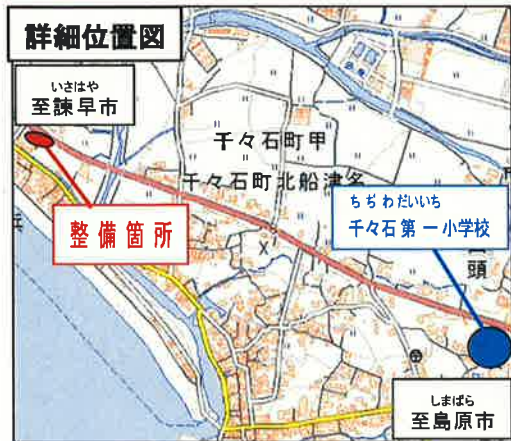 詳細位置図
いさはや
至諫早市
千々石町甲
千々石町北船津名
整備箇所
ちぢわだいいち
千々石第一小学校
浜
頭
しまばら
至島原市